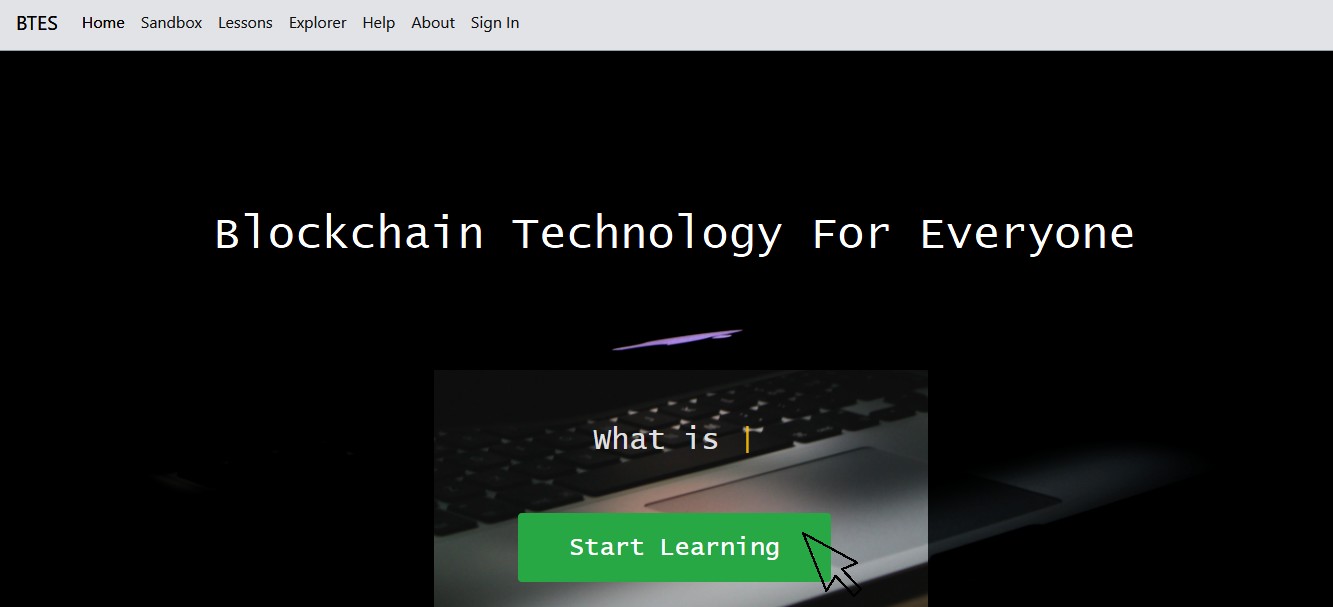 BTES Home Sandbox Lessons Explorer Help About Sign In
Blockchain Technology For Everyone
What is |
Start Learning